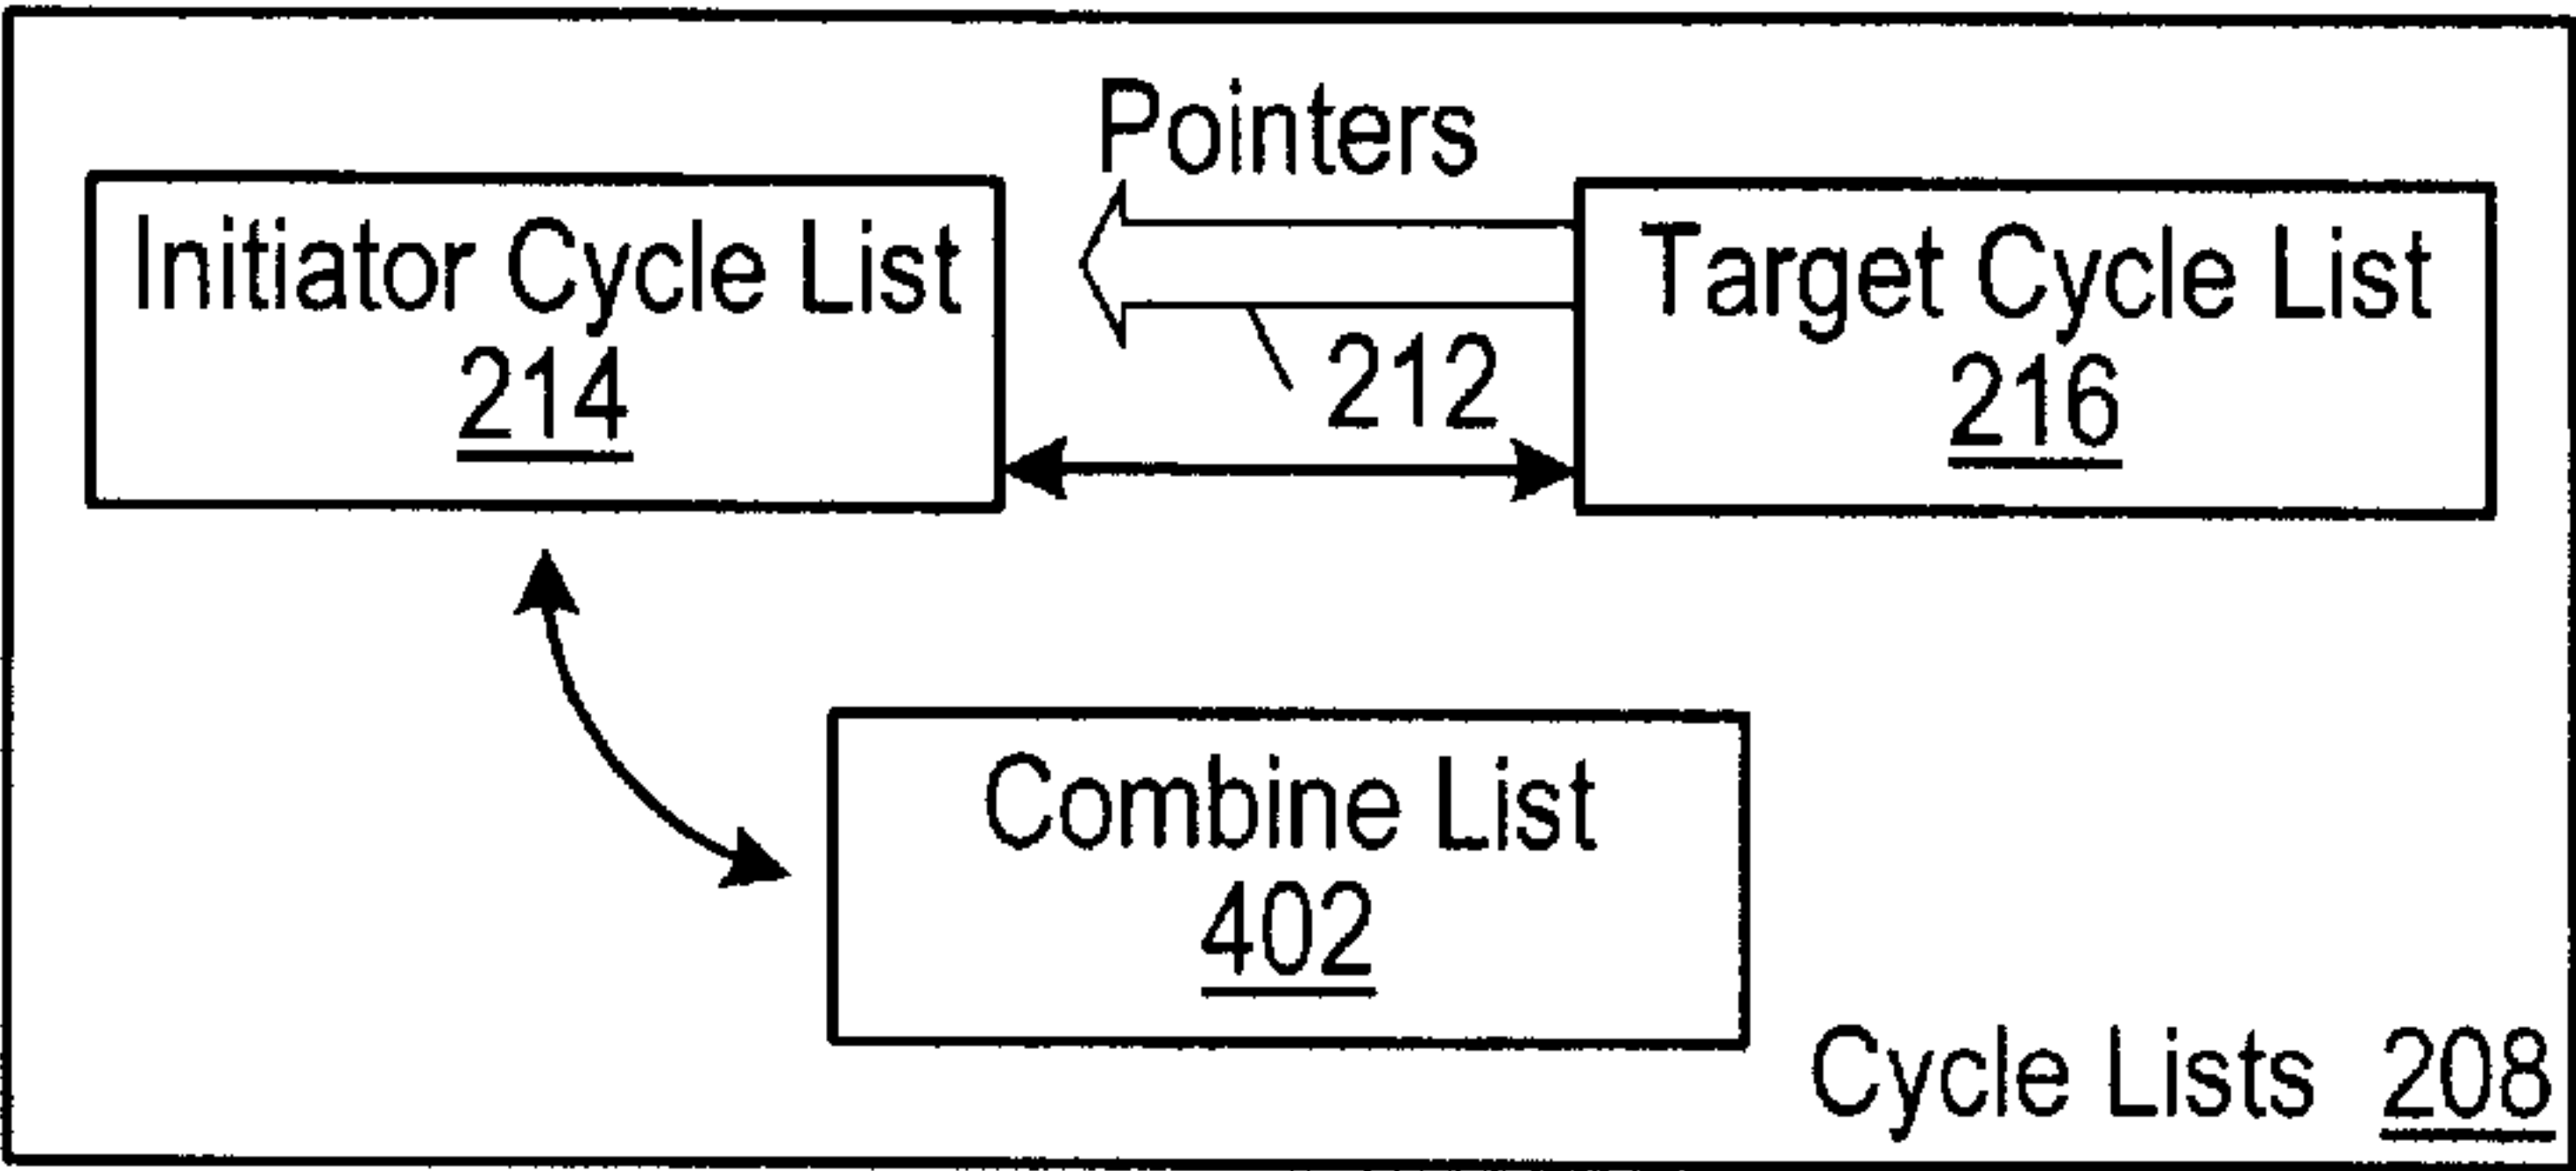 Pointers
Initiator Cycle List
214
212
Target Cycle List
216
Combine List
402
Cycle Lists 208